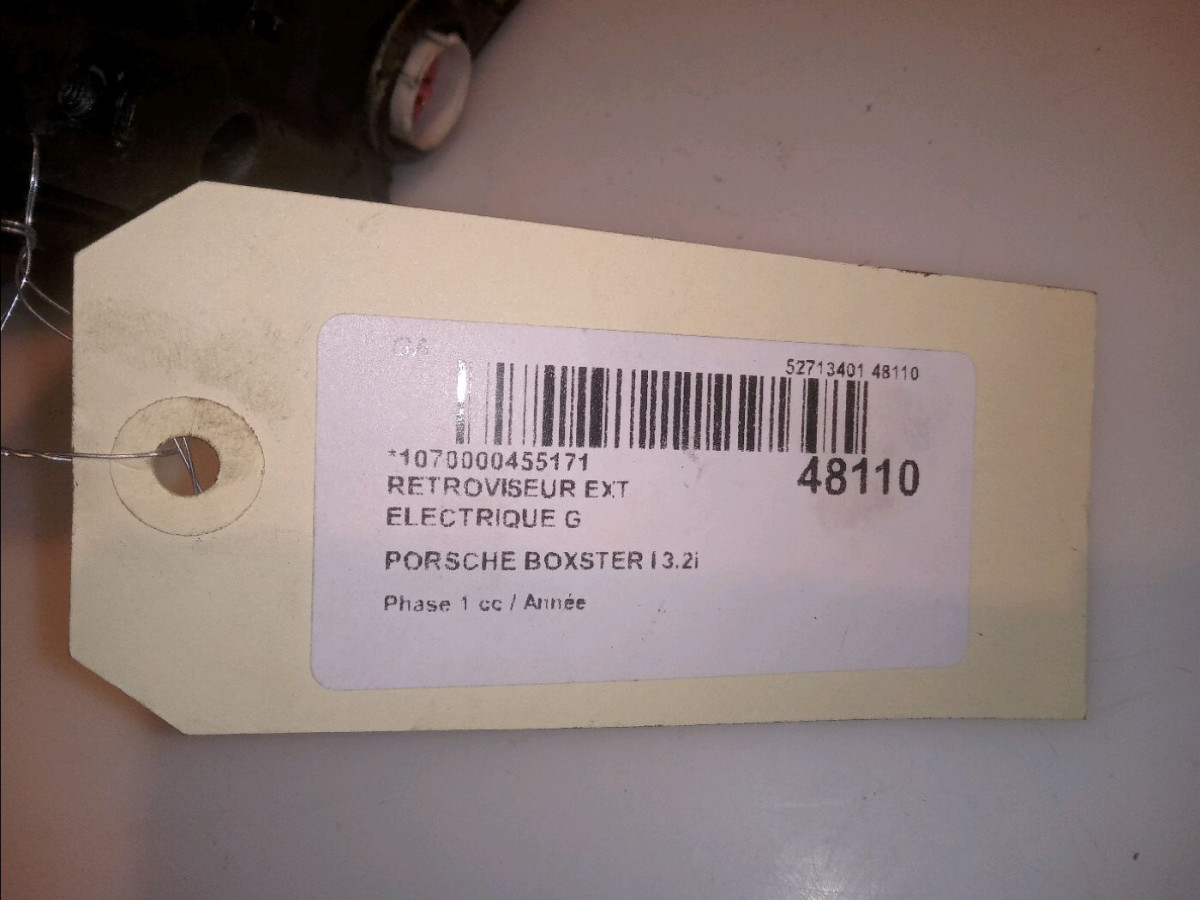 52713401 48110
*1070000455171
48110
RETROVISEUR EXT
ELECTRIQUE G
PORSCHE BOXSTER I 3.2i
Phase 1 cc / Année